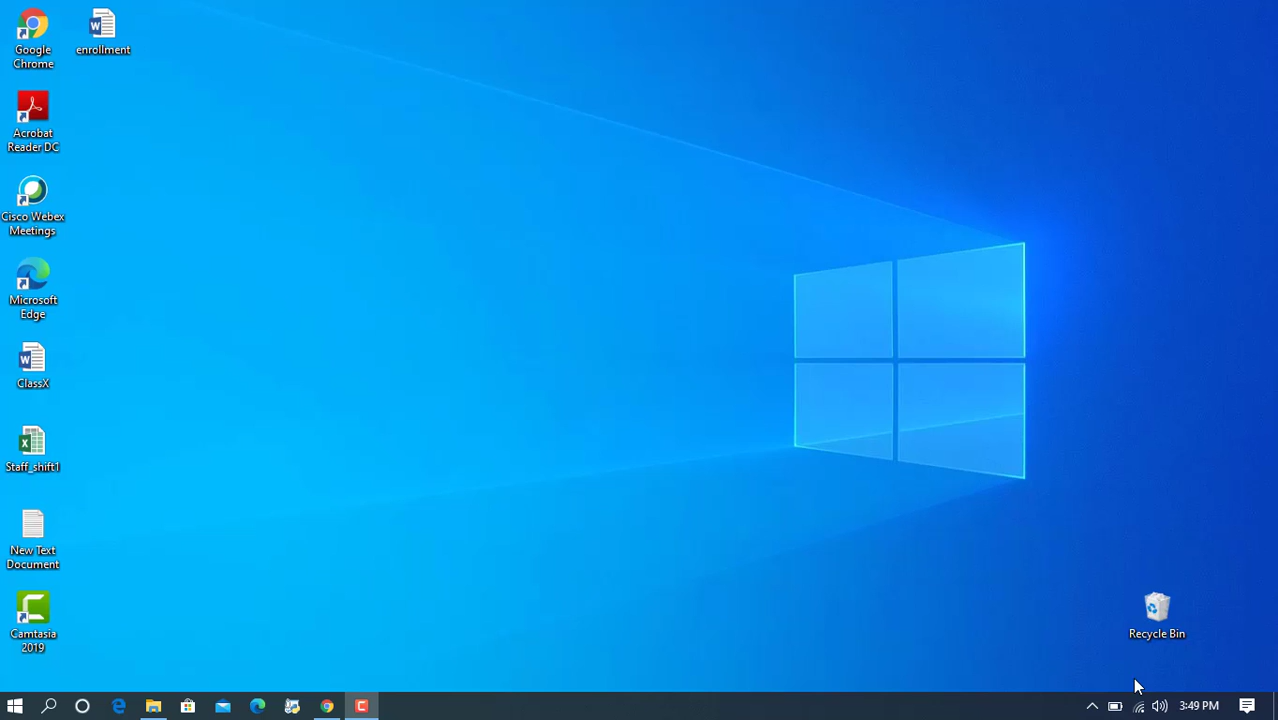 Google
Chrome
enrollment
Acrobat
Reader DC
Cisco Webex
Meetings
Microsoft
Edge
ClassX
Staff_shift1
New Text
Document
Camtasia
2019
Recycle Bin
3:49 PM